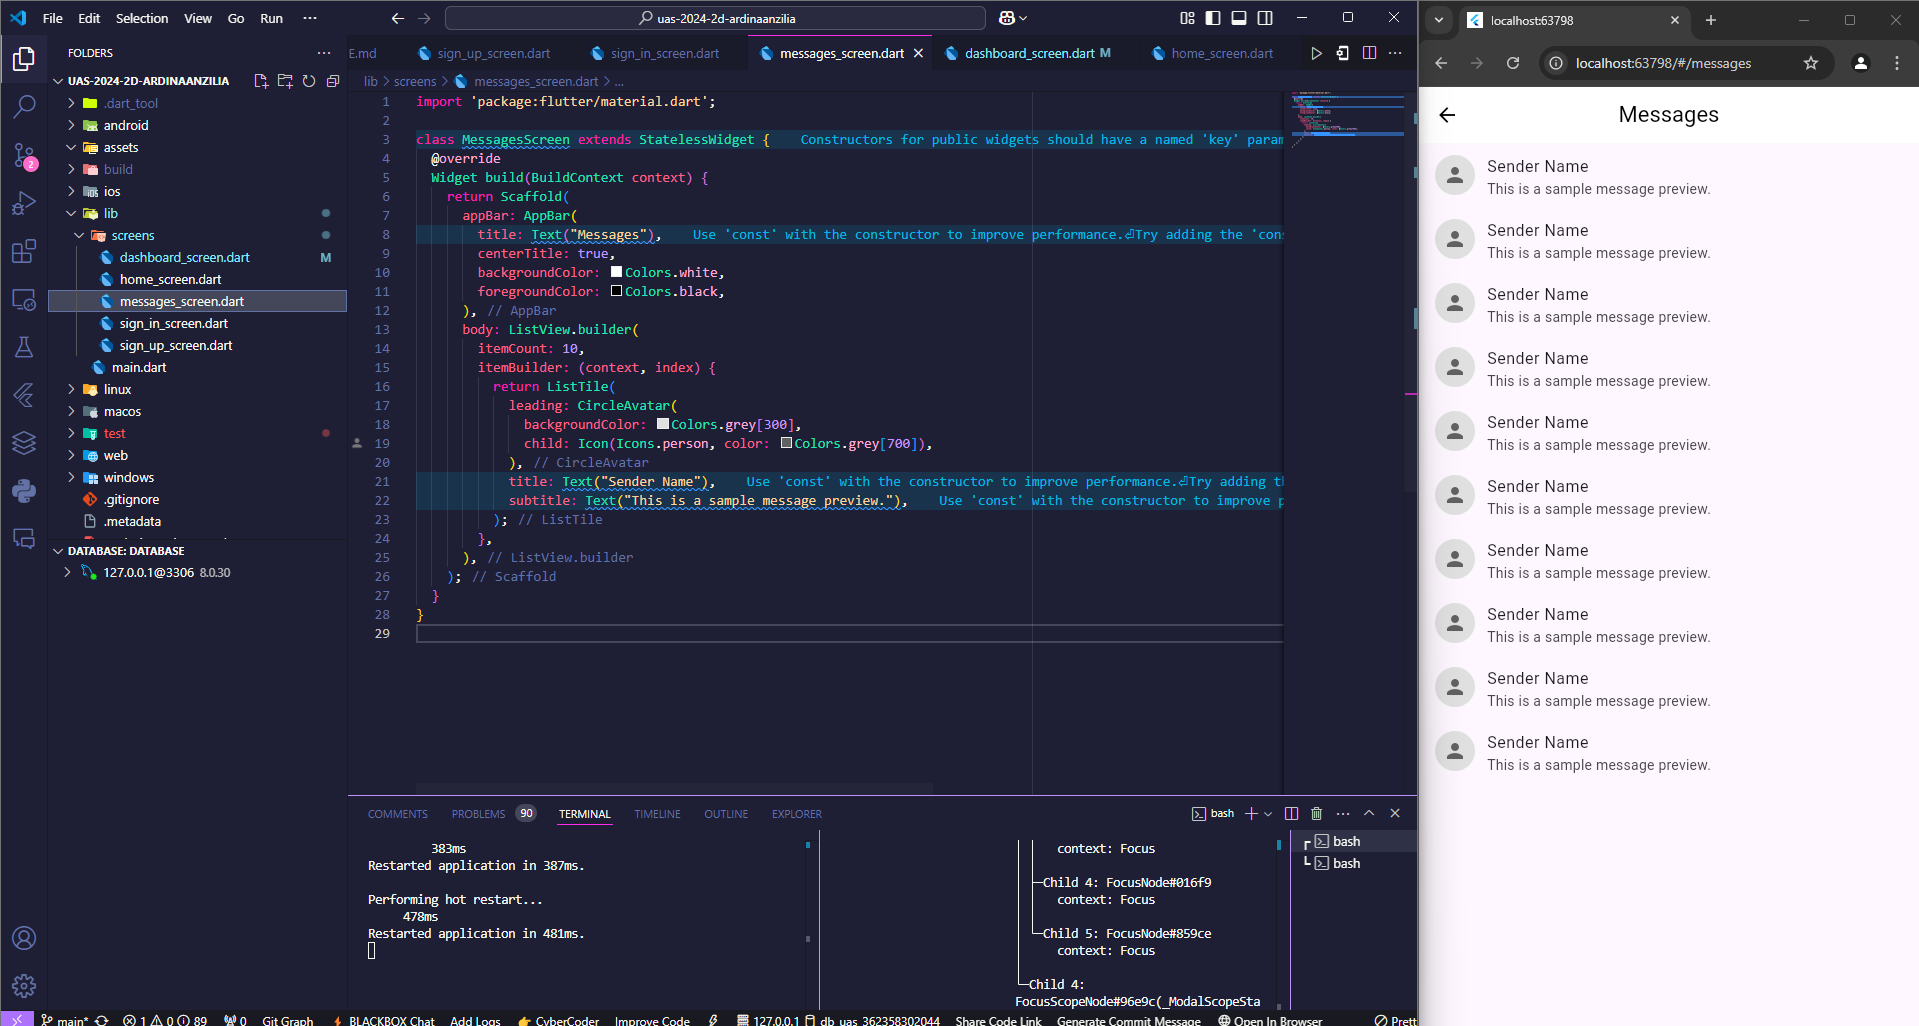 File Edit Selection View Go Run ··· uas-2024-2d-ardinaanzilia
FOLDERS
UAS-2024-2D-ARDINAANZILIA
.dart_tool
android
assets
build
ios
lib
screens
dashboard_screen.dart M
home_screen.dart
messages_screen.dart
sign_in_screen.dart
sign_up_screen.dart
main.dart
linux
macos
test
web
windows
.gitignore
.metadata
DATABASE: DATABASE
127.0.0.1@3306 8.0.30
2
E.md sign_up_screen.dart sign_in_screen.dart messages_screen.dart dashboard_screen.dart M home_screen.dart
lib > screens > messages_screen.dart > ...
1 import 'package:flutter/material.dart';
2
3 class MessagesScreen extends StatelessWidget { Constructors for public widgets should have a named 'key' param
4 @override
5 Widget build(BuildContext context) {
6 return Scaffold(
7 appBar: AppBar(
8 title: Text("Messages"), Use 'const' with the constructor to improve performance.⏎Try adding the 'cons
9 centerTitle: true,
10 backgroundColor: Colors.white,
11 foregroundColor: Colors.black,
12 ), // AppBar
13 body: ListView.builder(
14 itemCount: 10,
15 itemBuilder: (context, index) {
16 return ListTile(
17 leading: CircleAvatar(
18 backgroundColor: Colors.grey[300],
19 child: Icon(Icons.person, color: Colors.grey[700]),
20 ), // CircleAvatar
21 title: Text("Sender Name"), Use 'const' with the constructor to improve performance.⏎Try adding th
22 subtitle: Text("This is a sample message preview."), Use 'const' with the constructor to improve p
23 ); // ListTile
24 },
25 ), // ListView.builder
26 ); // Scaffold
27 }
28 }
29
COMMENTS PROBLEMS 90 TERMINAL TIMELINE OUTLINE EXPLORER bash
383ms
Restarted application in 387ms.
Performing hot restart...
478ms
Restarted application in 481ms.
context: Focus
Child 4: FocusNode#016f9
context: Focus
Child 5: FocusNode#859ce
context: Focus
Child 4:
FocusScopeNode#96e9c(_ModalScopeSta
bash
bash
main* 1 0 89 0 Git Graph BLACKBOX Chat Add Logs CyberCoder Improve Code 127.0.0.1 db_uas_362358302044 Share Code Link Generate Commit Message Open In Browser Prett
localhost:63798
localhost:63798/#/messages
Messages
Sender Name
This is a sample message preview.
Sender Name
This is a sample message preview.
Sender Name
This is a sample message preview.
Sender Name
This is a sample message preview.
Sender Name
This is a sample message preview.
Sender Name
This is a sample message preview.
Sender Name
This is a sample message preview.
Sender Name
This is a sample message preview.
Sender Name
This is a sample message preview.
Sender Name
This is a sample message preview.